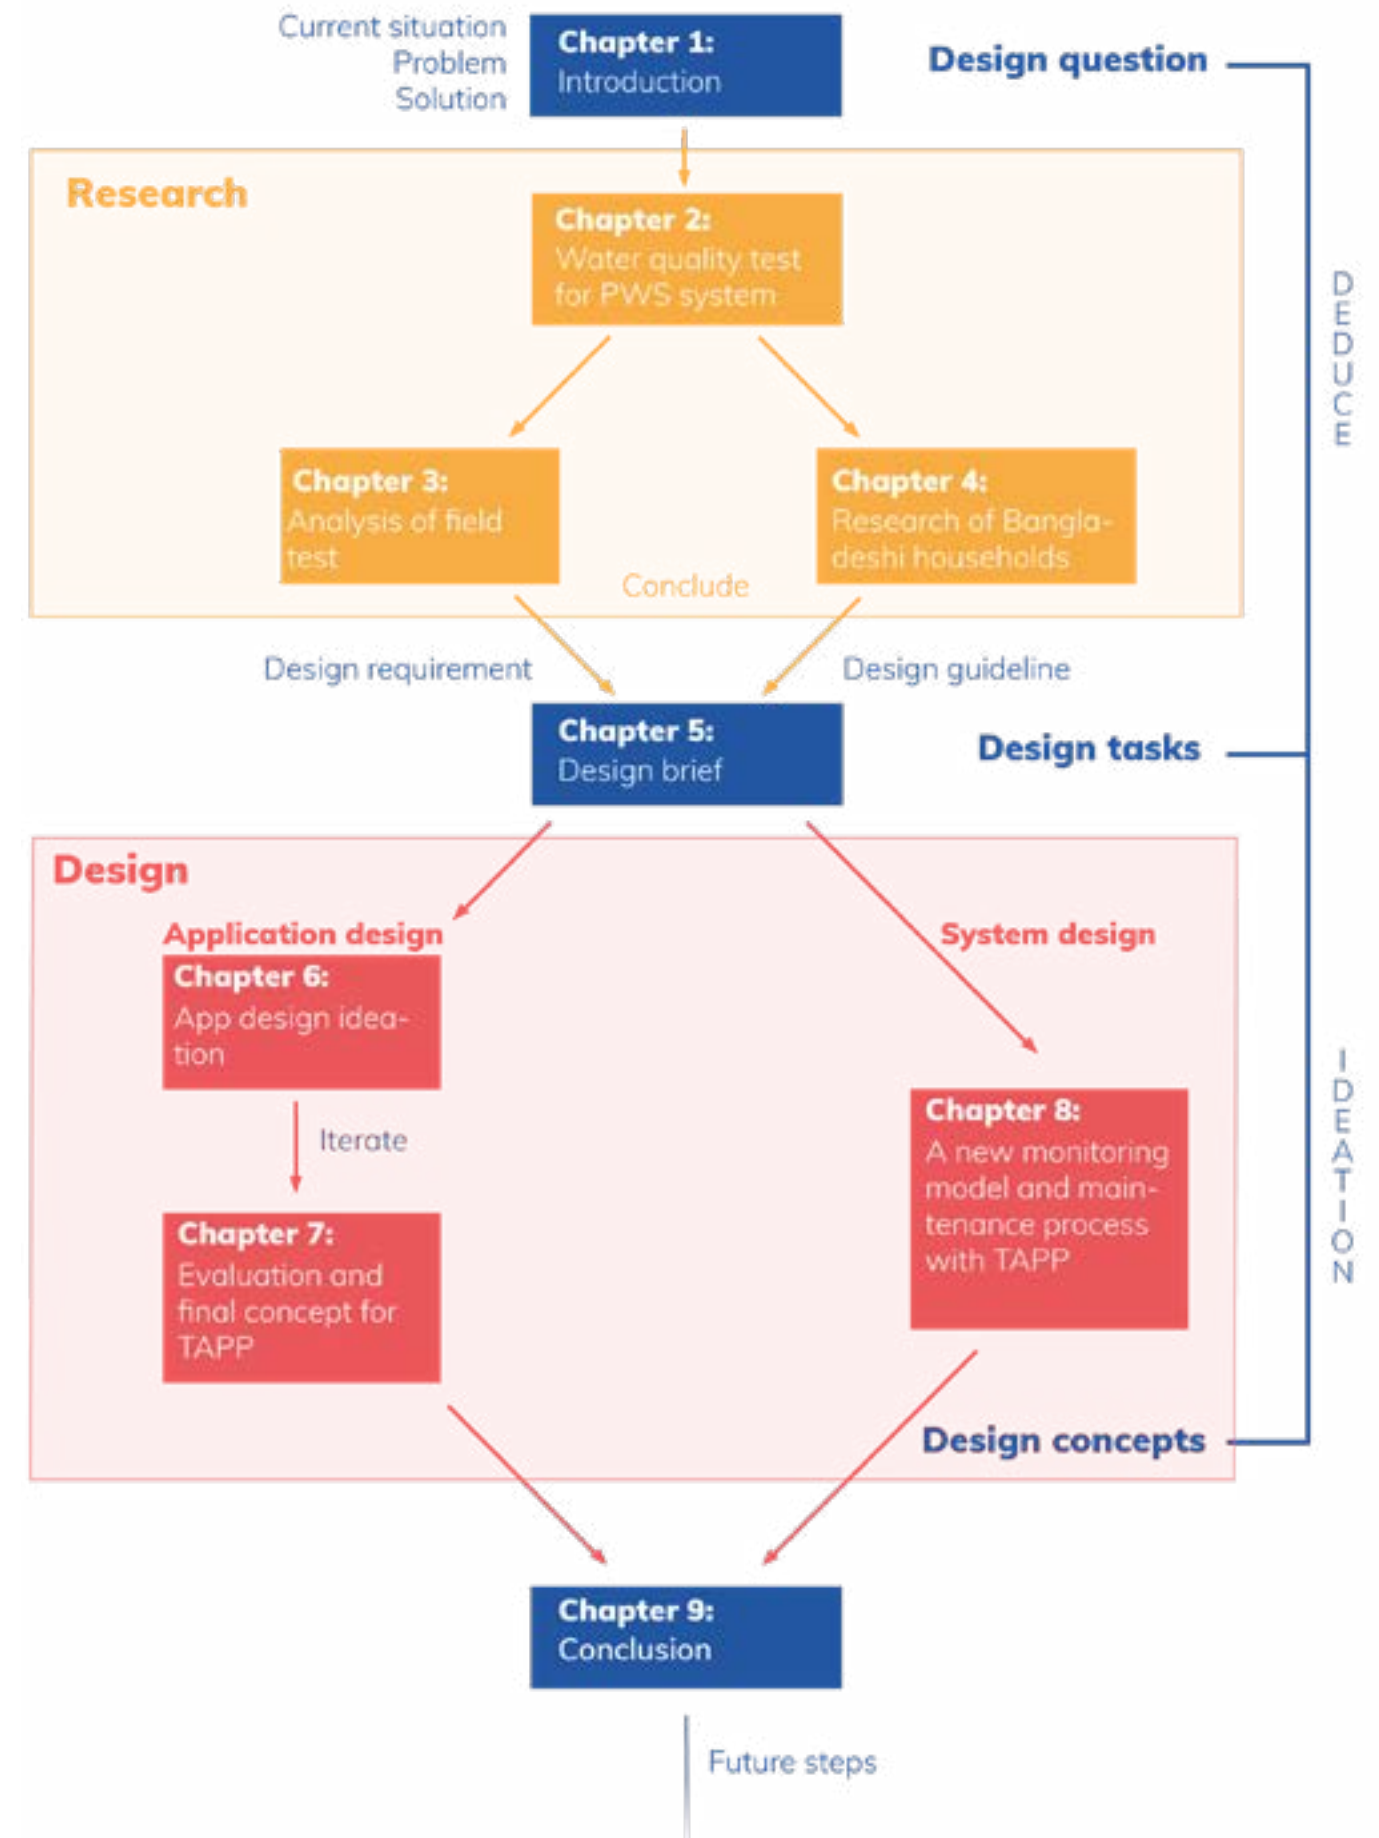 Current situation
Problem
Solution
Chapter 1:
Introduction
Design question
Research
Chapter 2:
Water quality test
for PWS system
DEDUCE
Chapter 3:
Analysis of field
test
Chapter 4:
Research of Bangla-
deshi households
Conclude
Design requirement
Design guideline
Chapter 5:
Design brief
Design tasks
Design
Application design
System design
Chapter 6:
App design idea-
tion
Iterate
Chapter 7:
Evaluation and
final concept for
TAPP
Chapter 8:
A new monitoring
model and main-
tenance process
with TAPP
IDEATION
Design concepts
Chapter 9:
Conclusion
Future steps